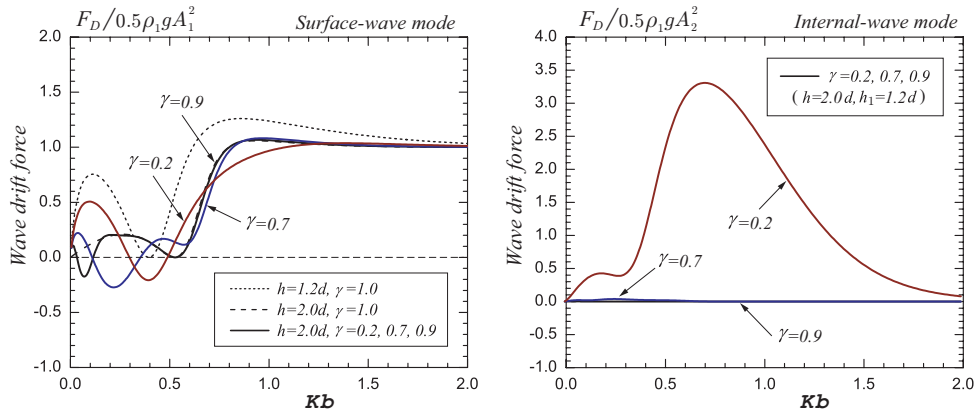 F_D/0.5ρ₁gA₁²
Surface-wave mode
Wave drift force
2.0
1.5
1.0
0.5
0.0
-0.5
-1.0
γ=0.9
γ=0.2
γ=0.7
h=1.2d, γ=1.0
h=2.0d, γ=1.0
h=2.0d, γ=0.2, 0.7, 0.9
0.0 0.5 1.0 1.5 2.0
Kb
F_D/0.5ρ₁gA₂²
Internal-wave mode
Wave drift force
4.0
3.5
3.0
2.5
2.0
1.5
1.0
0.5
0.0
-0.5
-1.0
γ=0.2, 0.7, 0.9
(h=2.0d, h₁=1.2d)
γ=0.2
γ=0.7
γ=0.9
0.0 0.5 1.0 1.5 2.0
Kb